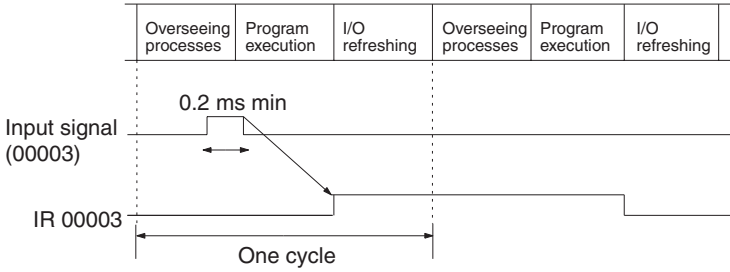 Overseeing processes
Program execution
I/O refreshing
Overseeing processes
Program execution
I/O refreshing
0.2 ms min
Input signal
(00003)
IR 00003
One cycle